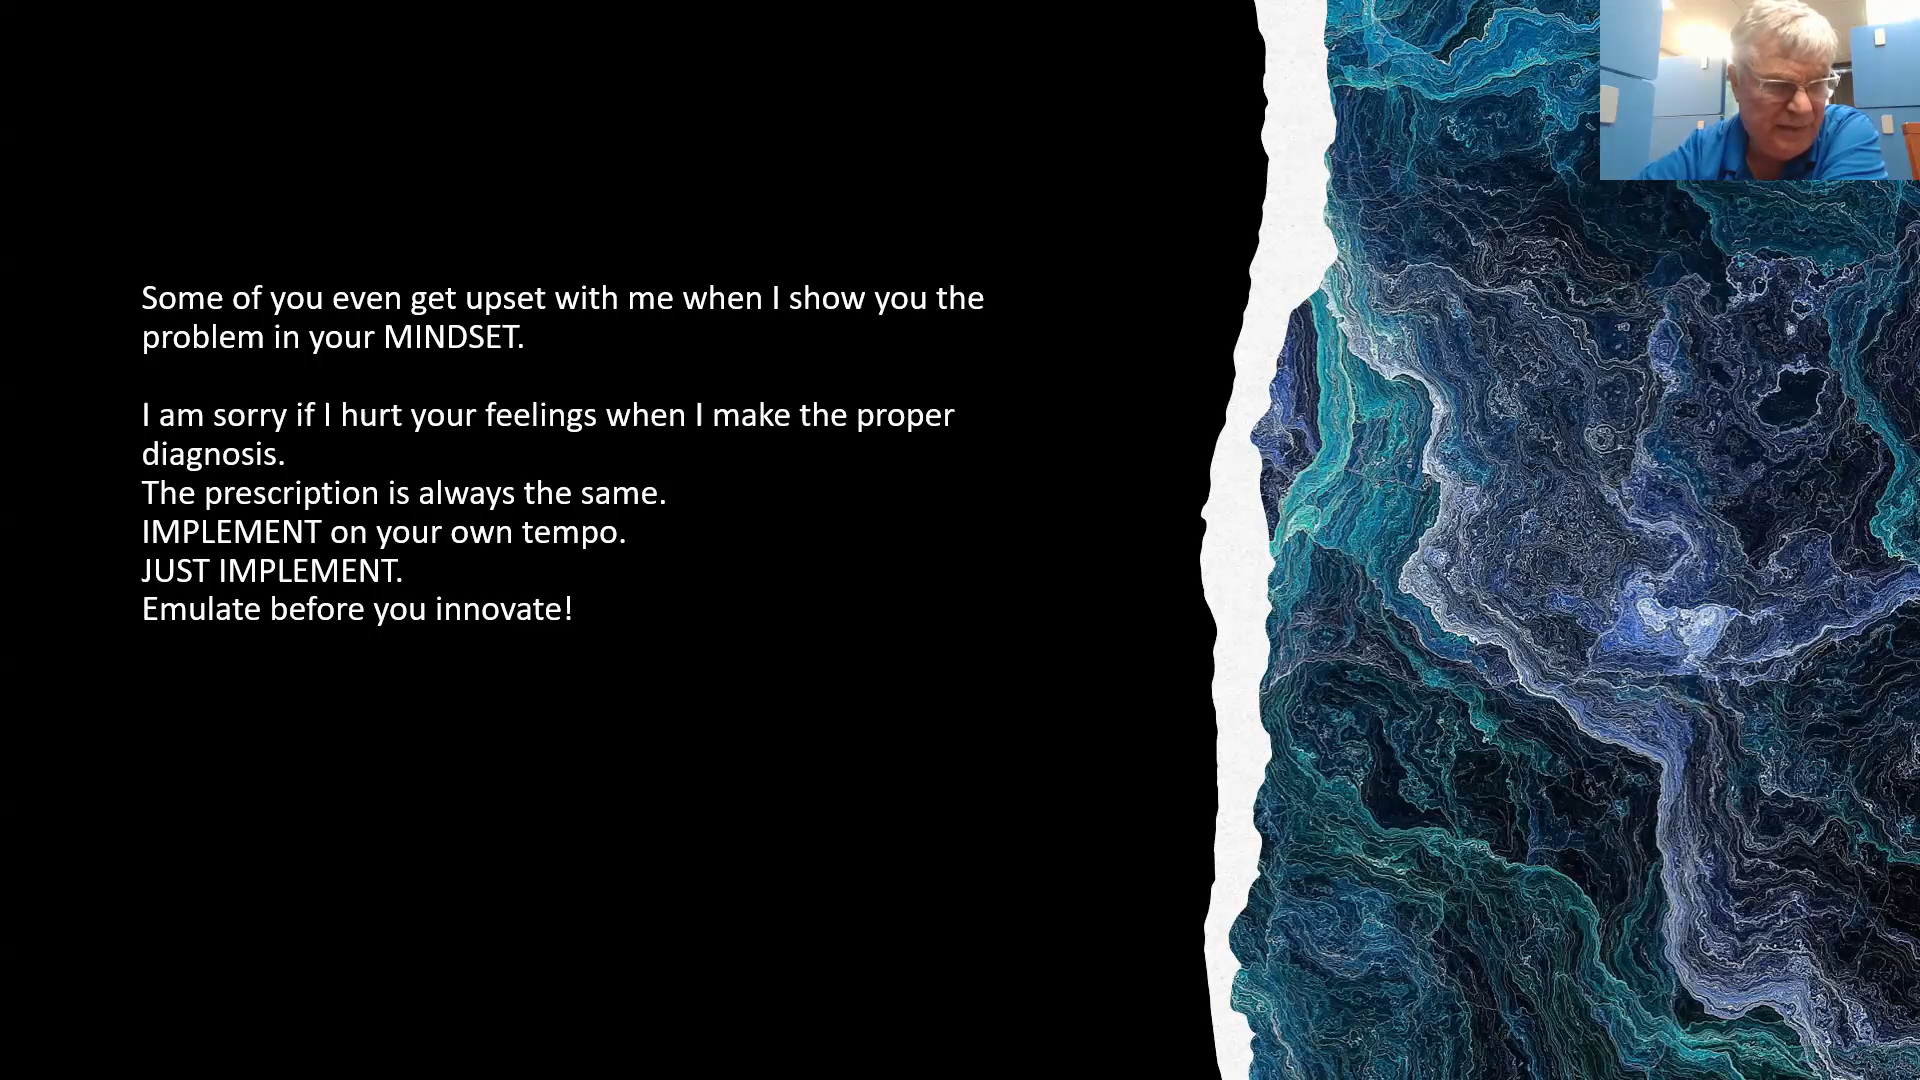 Some of you even get upset with me when I show you the
problem in your MINDSET.
I am sorry if I hurt your feelings when I make the proper
diagnosis.
The prescription is always the same.
IMPLEMENT on your own tempo.
JUST IMPLEMENT.
Emulate before you innovate!